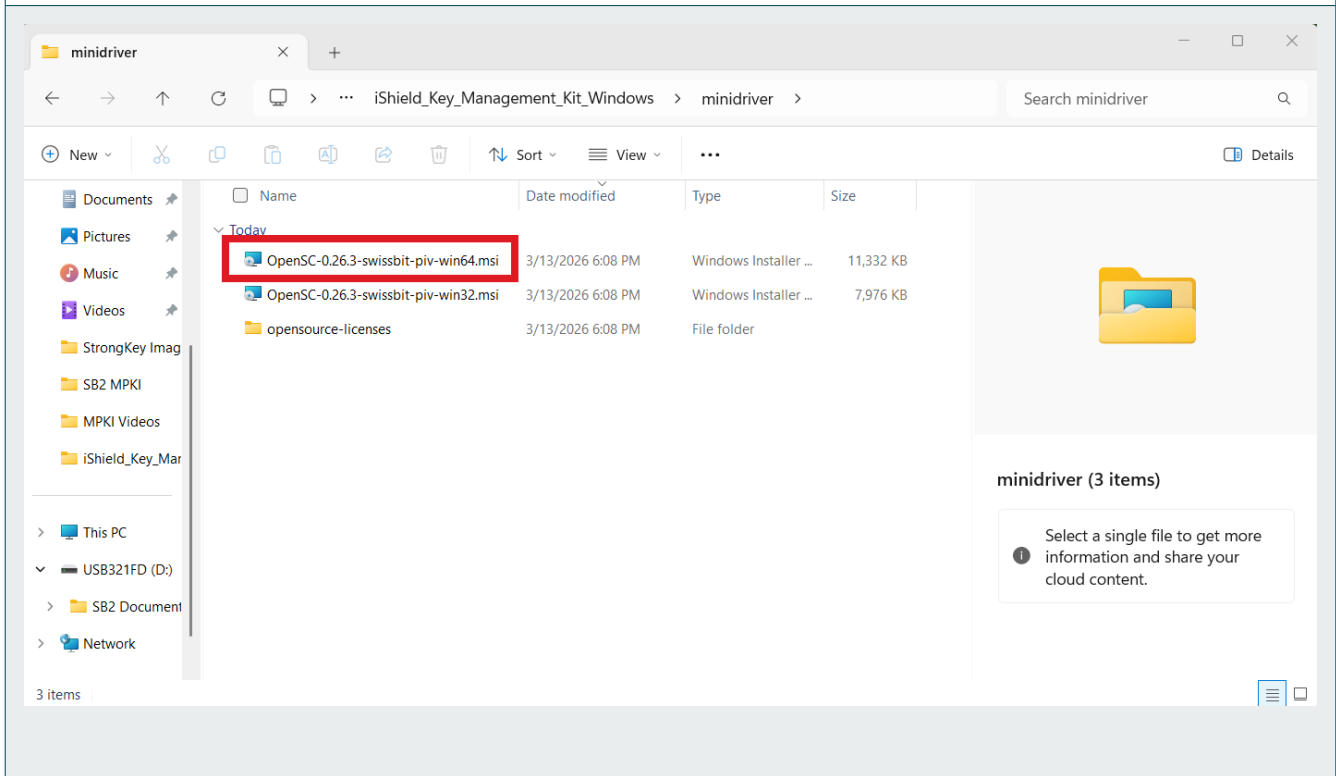 minidriver
iShield_Key_Management_Kit_Windows > minidriver >
Search minidriver
New
Sort
View
Details
Documents
Pictures
Music
Videos
StrongKey Imag
SB2 MPKI
MPKI Videos
iShield_Key_Mar
This PC
USB321FD (D:)
SB2 Document
Network
Name Date modified Type Size
Today
OpenSC-0.26.3-swissbit-piv-win64.msi 3/13/2026 6:08 PM Windows Installer ... 11,332 KB
OpenSC-0.26.3-swissbit-piv-win32.msi 3/13/2026 6:08 PM Windows Installer ... 7,976 KB
opensource-licenses 3/13/2026 6:08 PM File folder
minidriver (3 items)
Select a single file to get more
information and share your
cloud content.
3 items